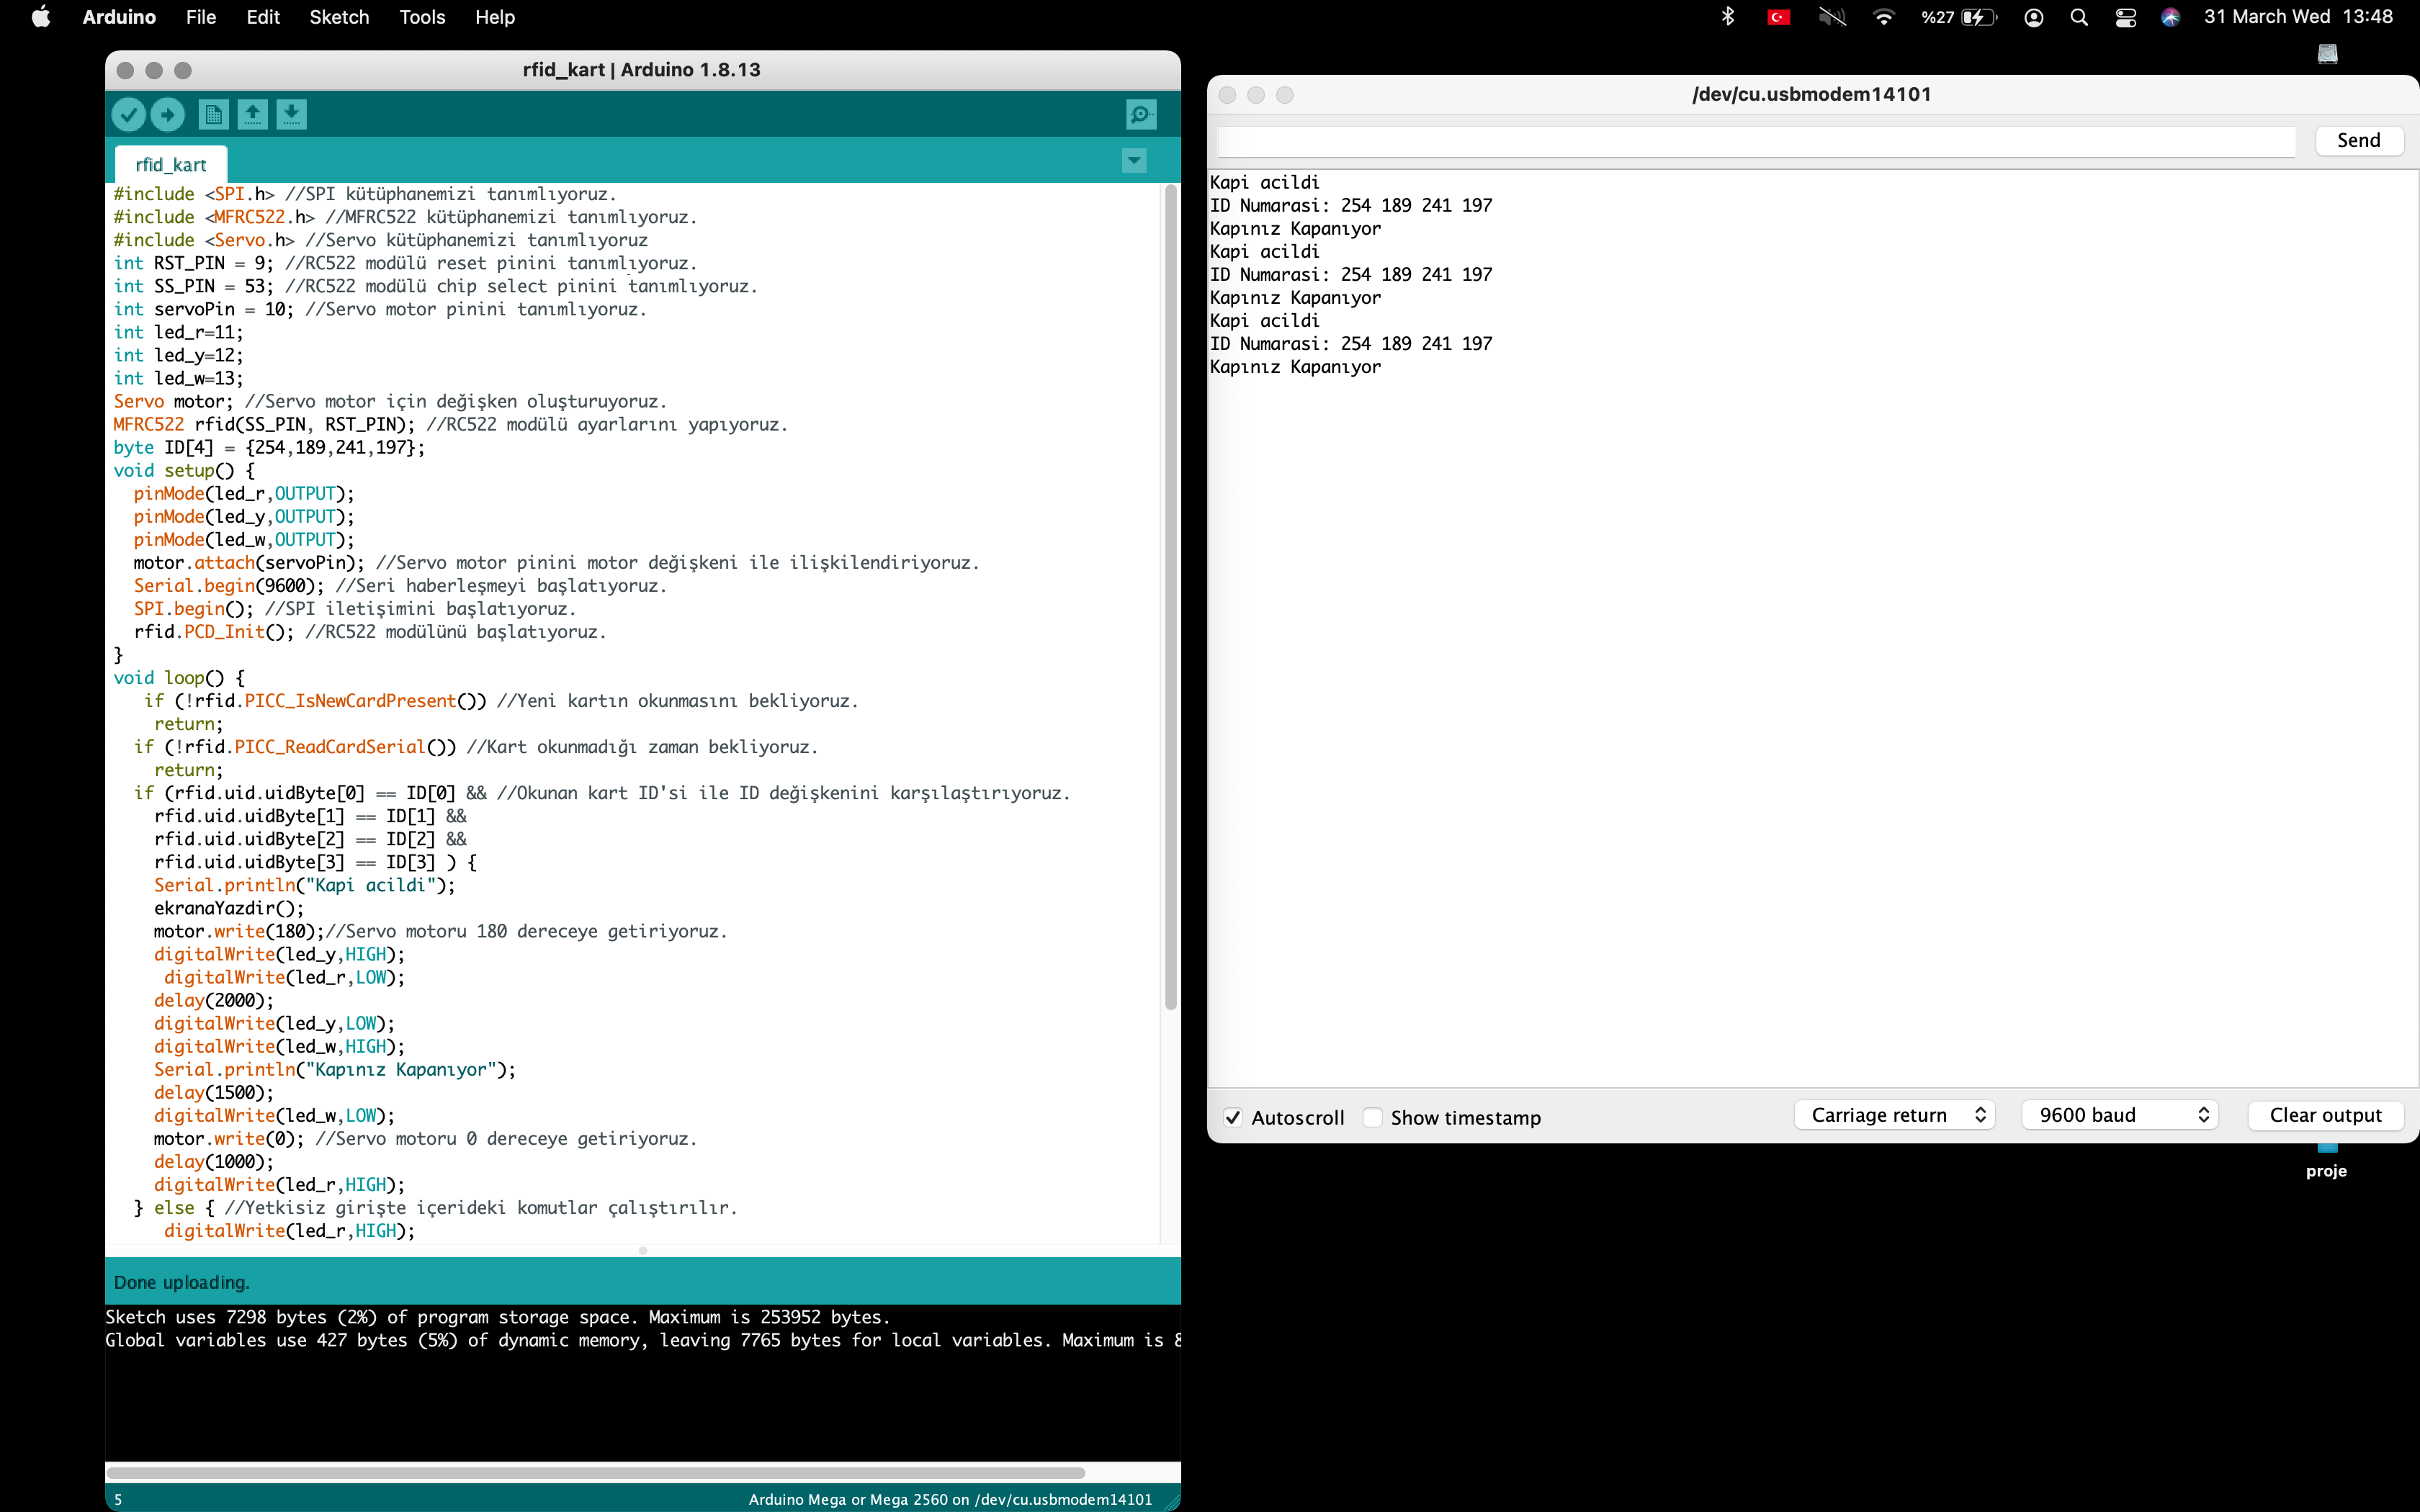 Arduino File Edit Sketch Tools Help %27 31 March Wed 13:48
rfid_kart | Arduino 1.8.13
rfid_kart
#include <SPI.h> //SPI kütüphanemizi tanımlıyoruz.
#include <MFRC522.h> //MFRC522 kütüphanemizi tanımlıyoruz.
#include <Servo.h> //Servo kütüphanemizi tanımlıyoruz
int RST_PIN = 9; //RC522 modülü reset pinini tanımlıyoruz.
int SS_PIN = 53; //RC522 modülü chip select pinini tanımlıyoruz.
int servoPin = 10; //Servo motor pinini tanımlıyoruz.
int led_r=11;
int led_y=12;
int led_w=13;
Servo motor; //Servo motor için değişken oluşturuyoruz.
MFRC522 rfid(SS_PIN, RST_PIN); //RC522 modülü ayarlarını yapıyoruz.
byte ID[4] = {254,189,241,197};
void setup() {
  pinMode(led_r,OUTPUT);
  pinMode(led_y,OUTPUT);
  pinMode(led_w,OUTPUT);
  motor.attach(servoPin); //Servo motor pinini motor değişkeni ile ilişkilendiriyoruz.
  Serial.begin(9600); //Seri haberleşmeyi başlatıyoruz.
  SPI.begin(); //SPI iletişimini başlatıyoruz.
  rfid.PCD_Init(); //RC522 modülünü başlatıyoruz.
}
void loop() {
   if (!rfid.PICC_IsNewCardPresent()) //Yeni kartın okunmasını bekliyoruz.
    return;
  if (!rfid.PICC_ReadCardSerial()) //Kart okunmadığı zaman bekliyoruz.
    return;
  if (rfid.uid.uidByte[0] == ID[0] && //Okunan kart ID'si ile ID değişkenini karşılaştırıyoruz.
    rfid.uid.uidByte[1] == ID[1] &&
    rfid.uid.uidByte[2] == ID[2] &&
    rfid.uid.uidByte[3] == ID[3] ) {
    Serial.println("Kapi acildi");
    ekranaYazdir();
    motor.write(180);//Servo motoru 180 dereceye getiriyoruz.
    digitalWrite(led_y,HIGH);
     digitalWrite(led_r,LOW);
    delay(2000);
    digitalWrite(led_y,LOW);
    digitalWrite(led_w,HIGH);
    Serial.println("Kapınız Kapanıyor");
    delay(1500);
    digitalWrite(led_w,LOW);
    motor.write(0); //Servo motoru 0 dereceye getiriyoruz.
    delay(1000);
    digitalWrite(led_r,HIGH);
  } else { //Yetkisiz girişte içerideki komutlar çalıştırılır.
     digitalWrite(led_r,HIGH);
Done uploading.
Sketch uses 7298 bytes (2%) of program storage space. Maximum is 253952 bytes.
Global variables use 427 bytes (5%) of dynamic memory, leaving 7765 bytes for local variables. Maximum is 8
5 Arduino Mega or Mega 2560 on /dev/cu.usbmodem14101
/dev/cu.usbmodem14101
Send
Kapi acildi
ID Numarasi: 254 189 241 197
Kapınız Kapanıyor
Kapi acildi
ID Numarasi: 254 189 241 197
Kapınız Kapanıyor
Kapi acildi
ID Numarasi: 254 189 241 197
Kapınız Kapanıyor
Autoscroll Show timestamp Carriage return 9600 baud Clear output
proje